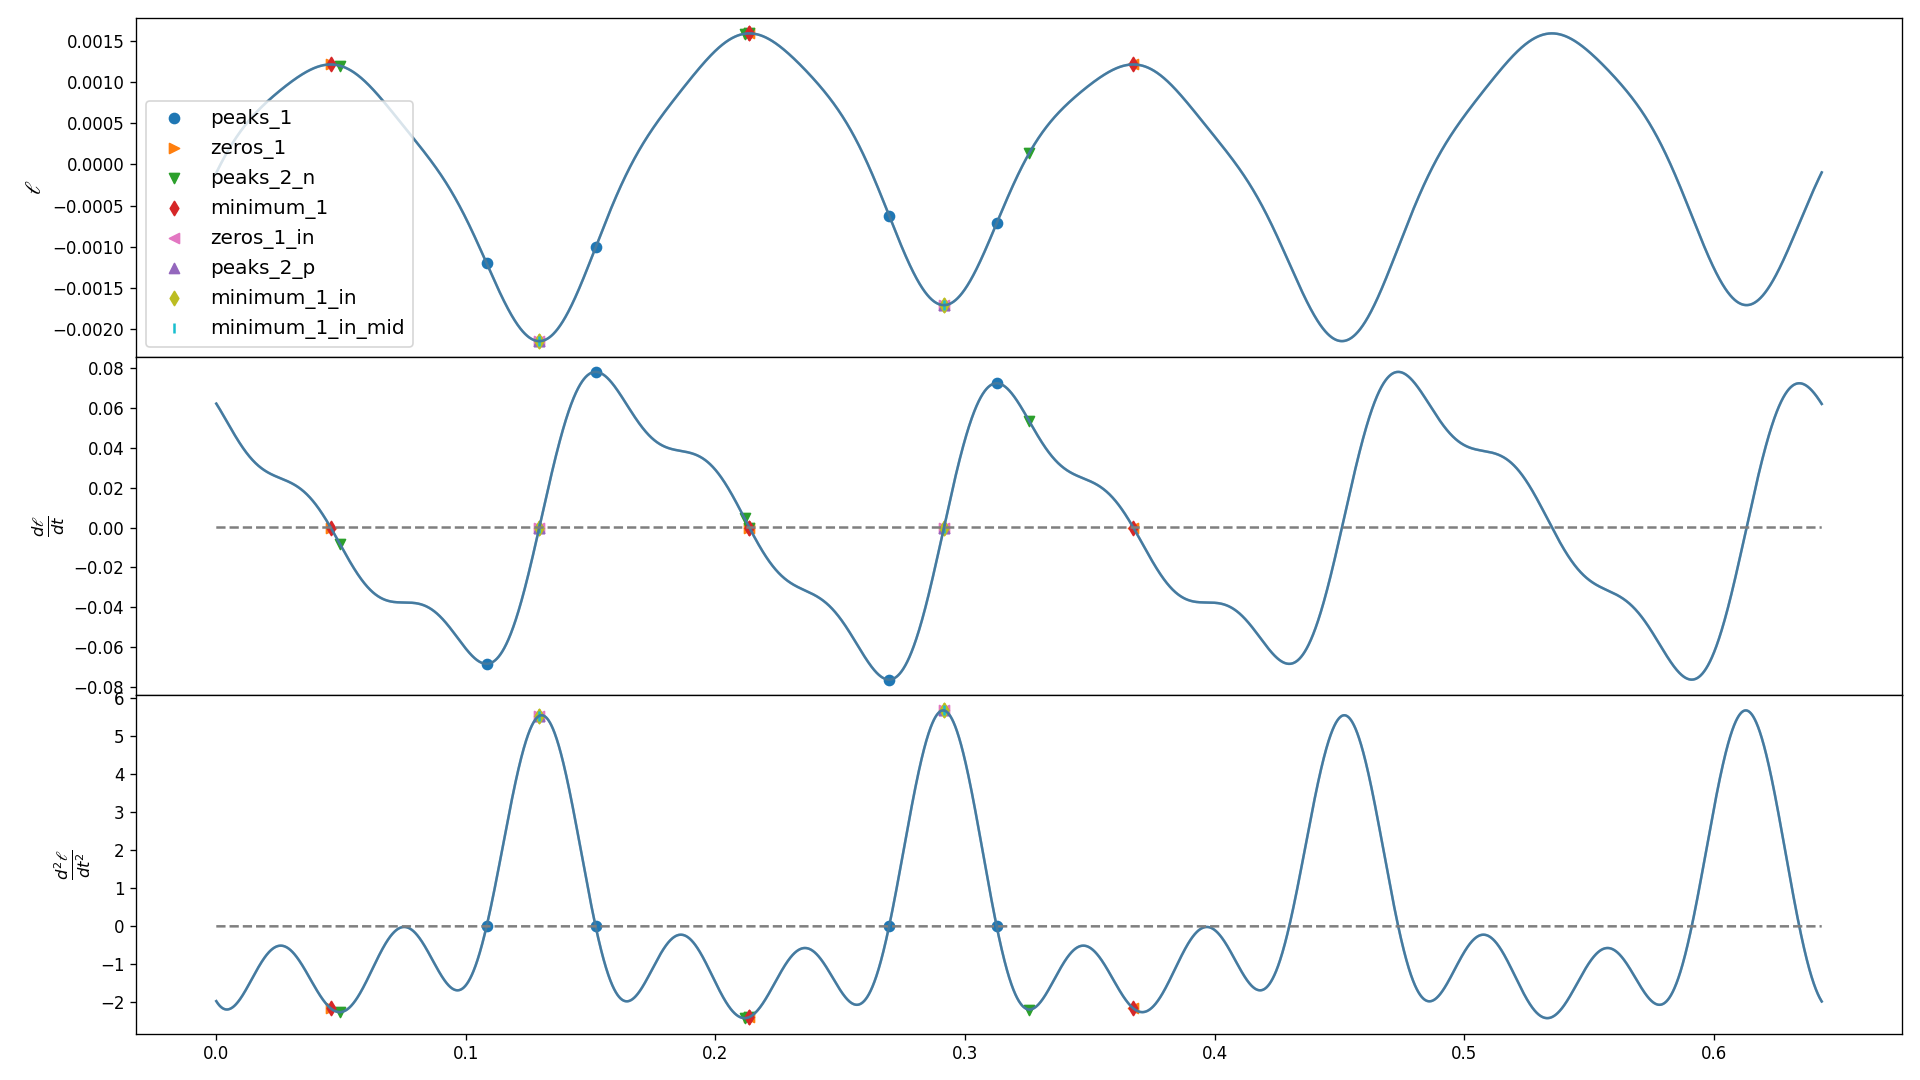 0.0015
0.0010
0.0005
0.0000
−0.0005
−0.0010
−0.0015
−0.0020
ℓ
peaks_1
zeros_1
peaks_2_n
minimum_1
zeros_1_in
peaks_2_p
minimum_1_in
minimum_1_in_mid
0.08
0.06
0.04
0.02
0.00
−0.02
−0.04
−0.06
−0.08
dℓ
dt
6
5
4
3
2
1
0
−1
−2
d²ℓ
dt²
0.0 0.1 0.2 0.3 0.4 0.5 0.6